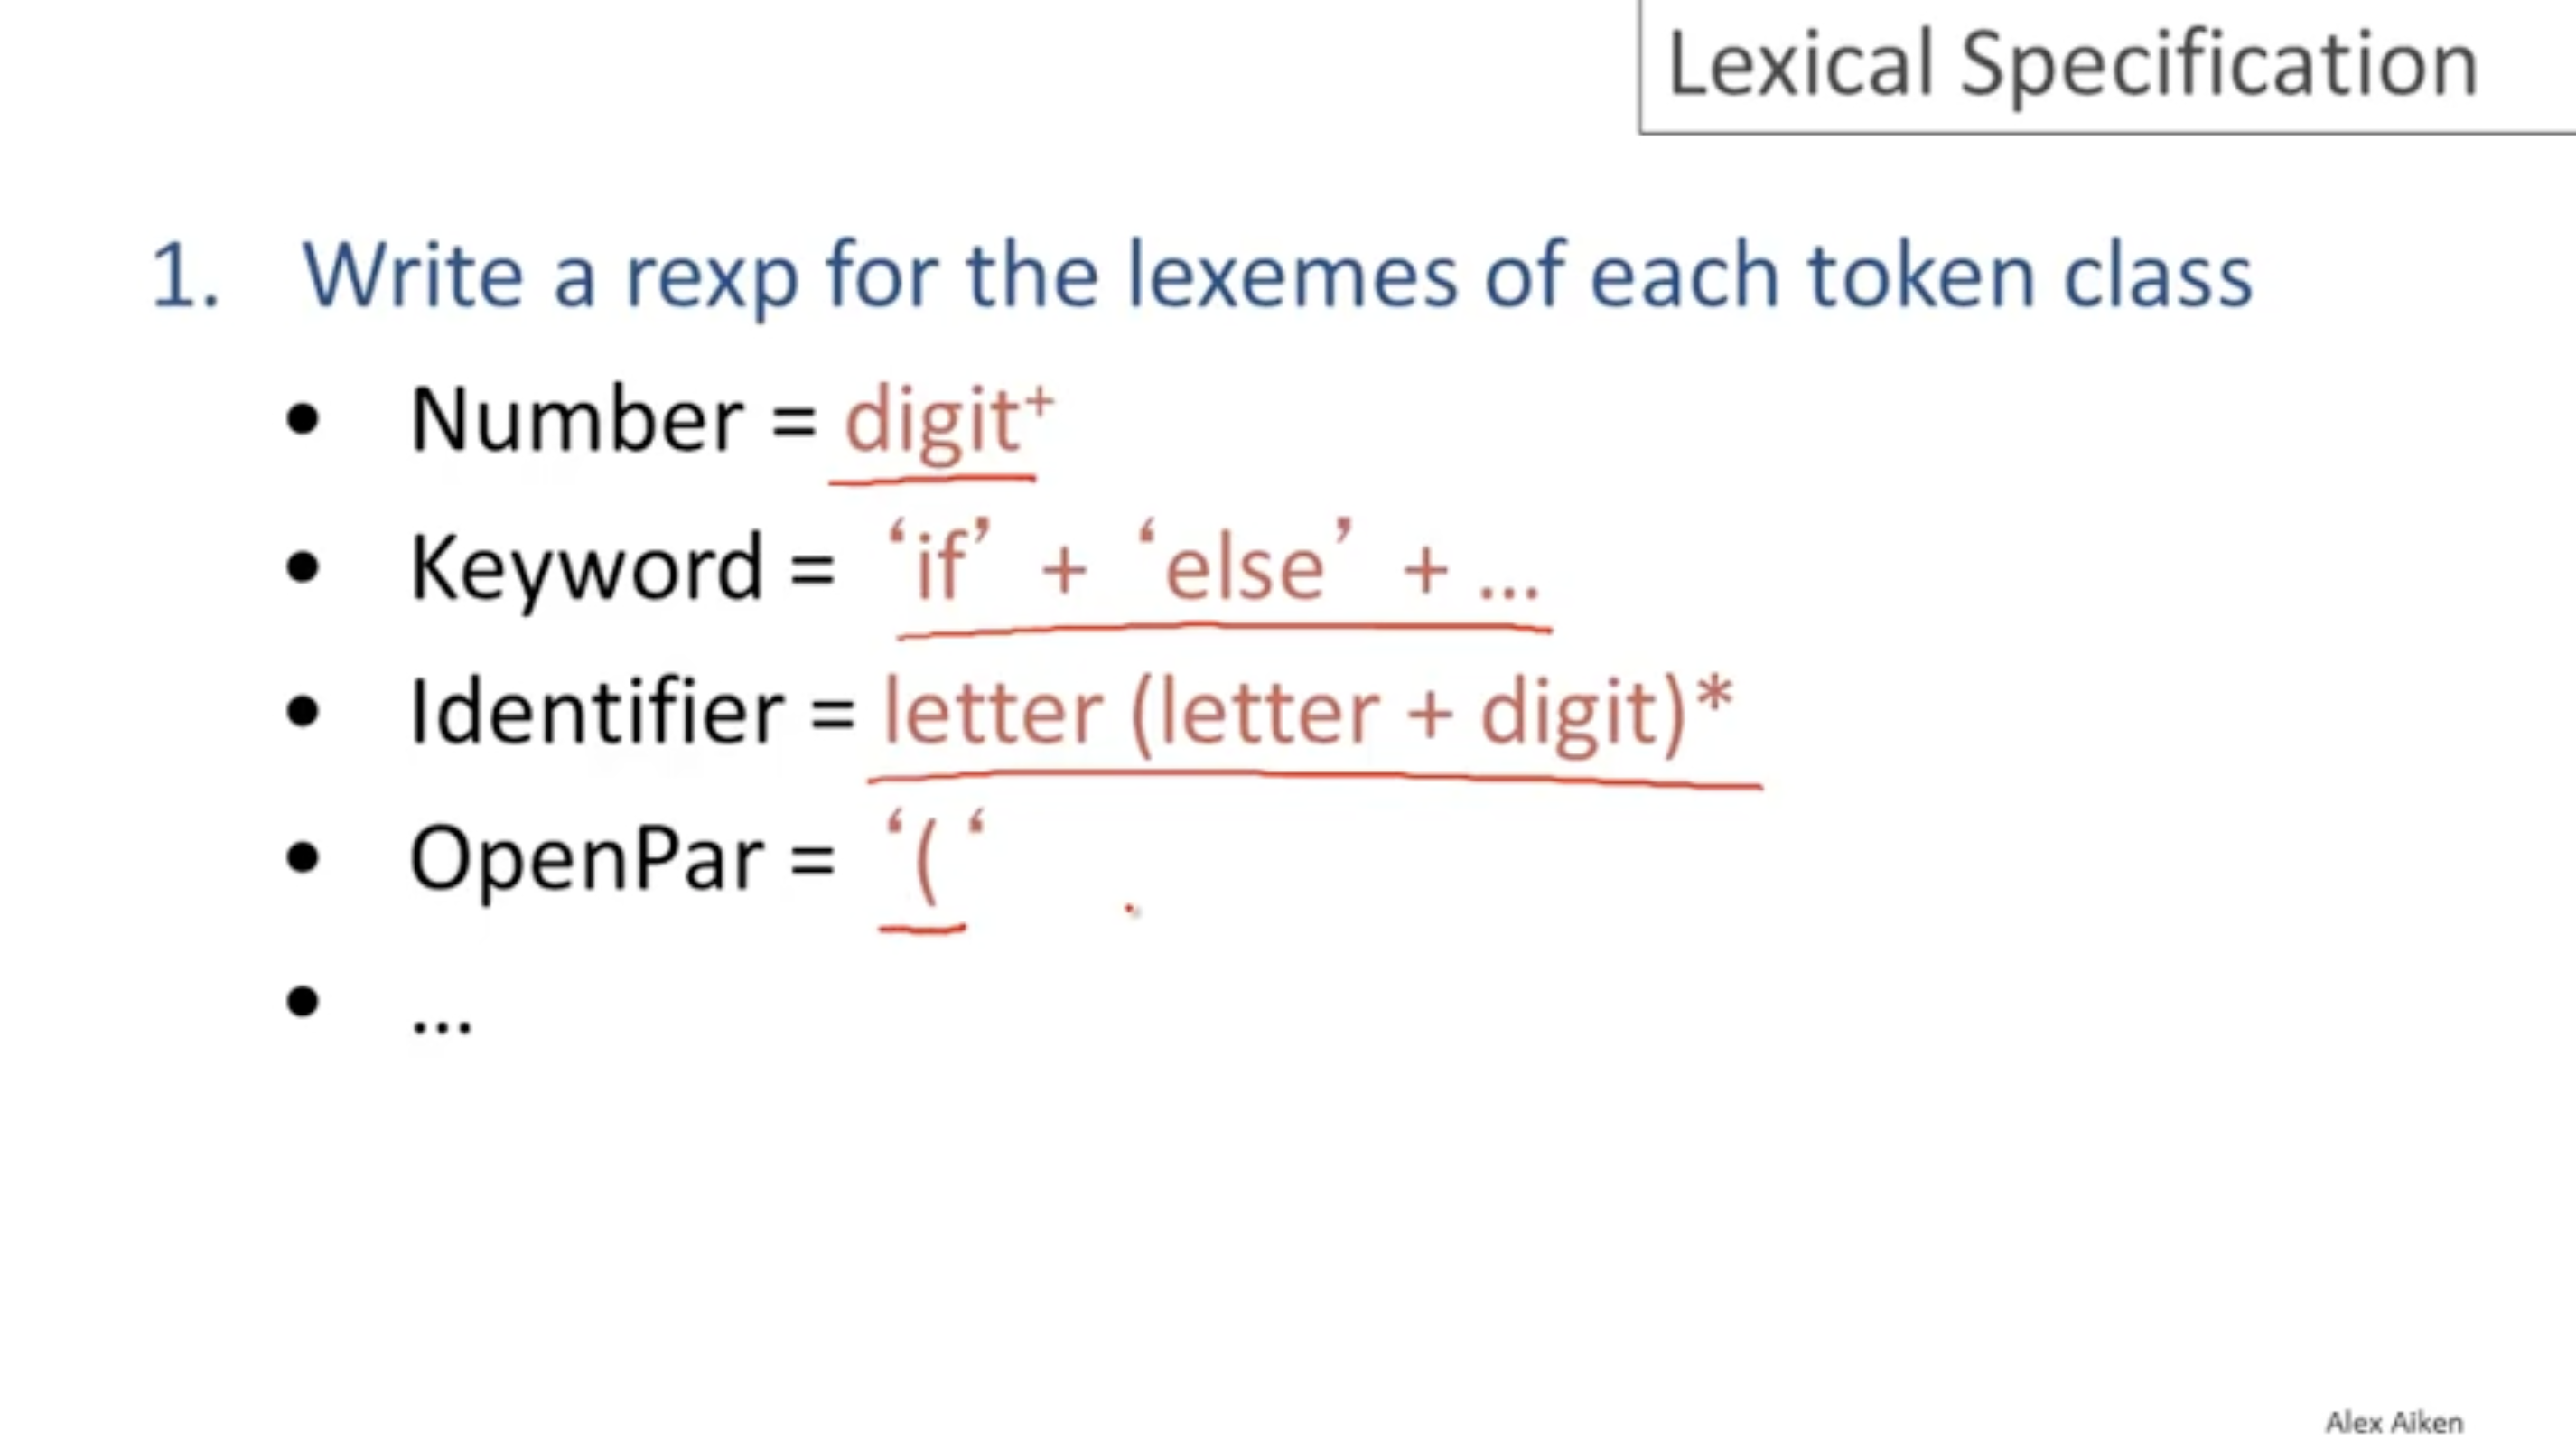 Lexical Specification
1. Write a rexp for the lexemes of each token class
• Number = digit⁺
• Keyword = ‘if’ + ‘else’ + ...
• Identifier = letter (letter + digit)*
• OpenPar = ‘( ‘
• ...
Alex Aiken